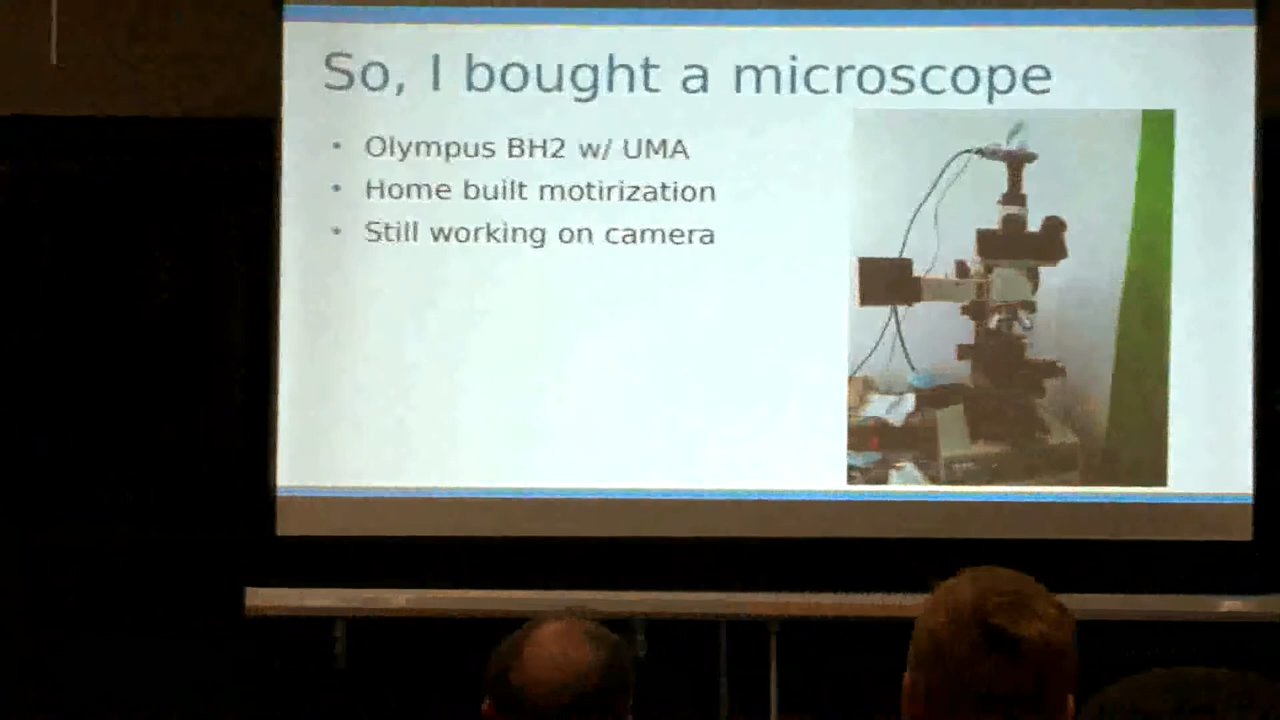 So, I bought a microscope
• Olympus BH2 w/ UMA
• Home built motirization
• Still working on camera